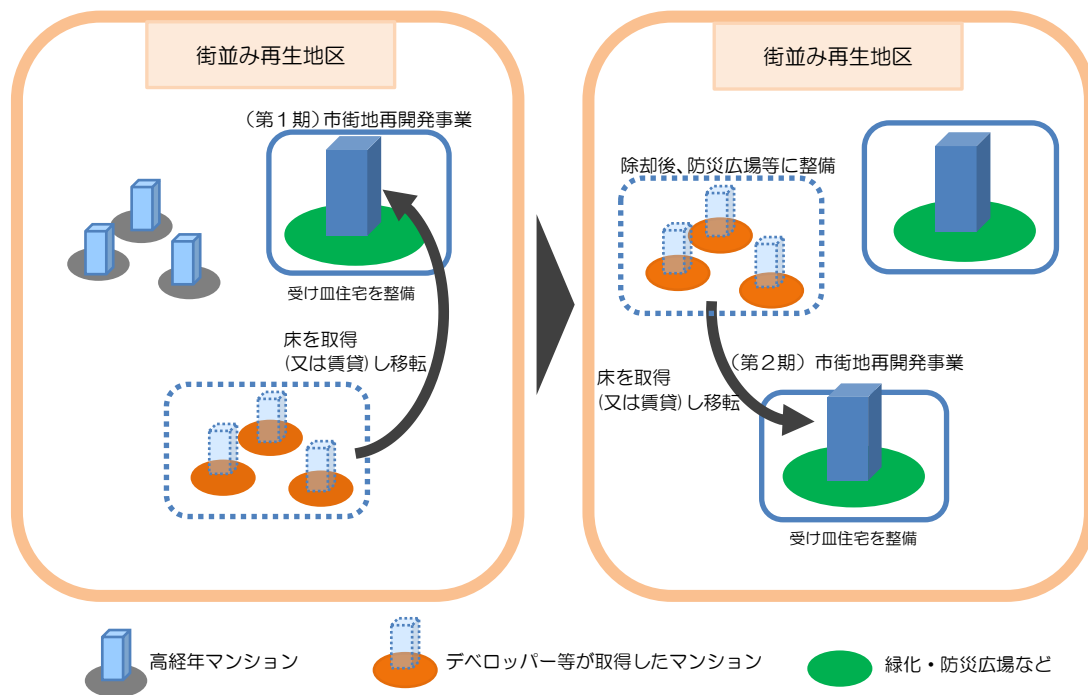 街並み再生地区
（第１期）市街地再開発事業
受け皿住宅を整備
床を取得
(又は賃貸)し移転
街並み再生地区
除却後、防災広場等に整備
床を取得
(又は賃貸)し移転
（第２期） 市街地再開発事業
受け皿住宅を整備
高経年マンション
デベロッパー等が取得したマンション
緑化・防災広場など